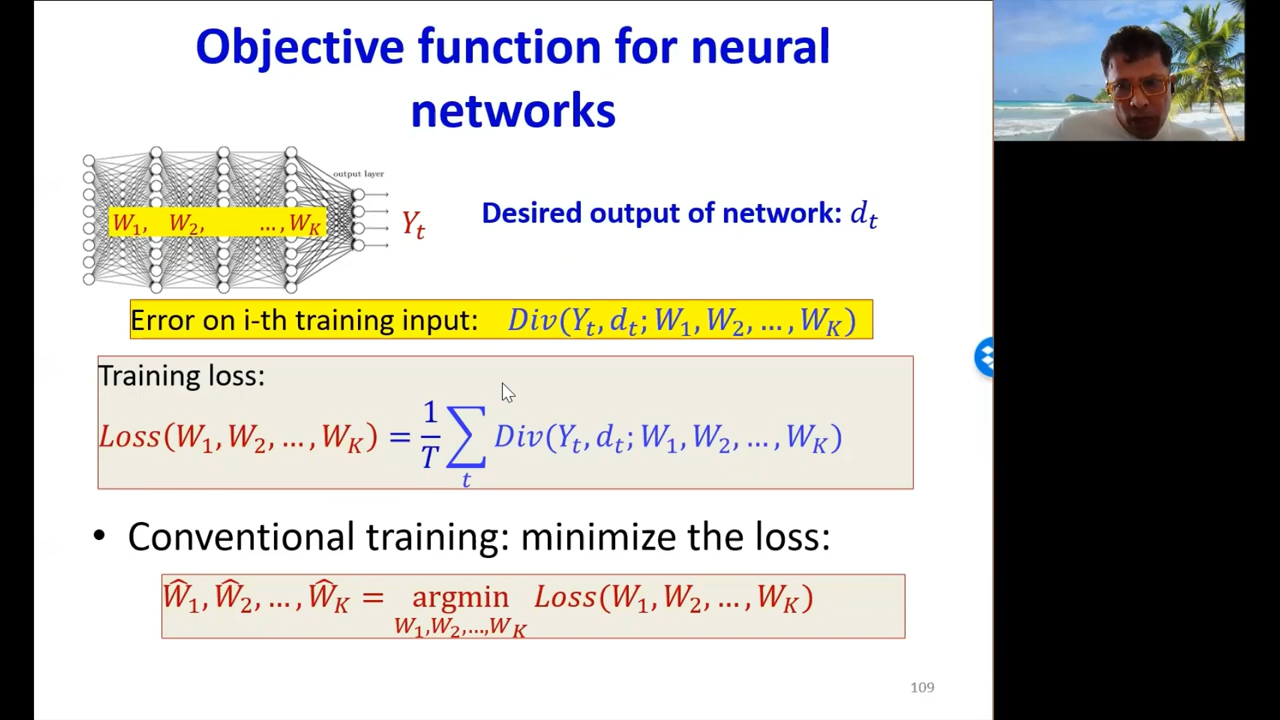 Objective function for neural
networks
output layer
W₁, W₂, …, W_K
Y_t
Desired output of network: d_t
Error on i-th training input: Div(Y_t, d_t; W₁, W₂, …, W_K)
Training loss:
Loss(W₁, W₂, …, W_K) = 1/T ∑_t Div(Y_t, d_t; W₁, W₂, …, W_K)
• Conventional training: minimize the loss:
Ŵ₁, Ŵ₂, …, Ŵ_K = argmin_{W₁,W₂,…,W_K} Loss(W₁, W₂, …, W_K)
109